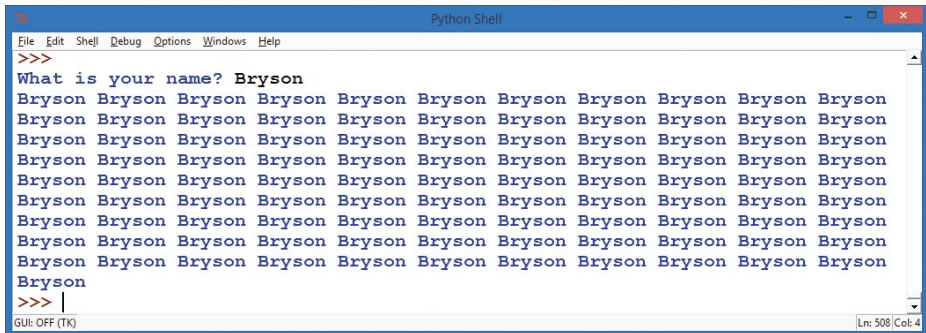 Python Shell
File Edit Shell Debug Options Windows Help
>>>
What is your name? Bryson
Bryson Bryson Bryson Bryson Bryson Bryson Bryson Bryson Bryson Bryson Bryson
Bryson Bryson Bryson Bryson Bryson Bryson Bryson Bryson Bryson Bryson Bryson
Bryson Bryson Bryson Bryson Bryson Bryson Bryson Bryson Bryson Bryson Bryson
Bryson Bryson Bryson Bryson Bryson Bryson Bryson Bryson Bryson Bryson Bryson
Bryson Bryson Bryson Bryson Bryson Bryson Bryson Bryson Bryson Bryson Bryson
Bryson Bryson Bryson Bryson Bryson Bryson Bryson Bryson Bryson Bryson Bryson
Bryson Bryson Bryson Bryson Bryson Bryson Bryson Bryson Bryson Bryson Bryson
Bryson Bryson Bryson Bryson Bryson Bryson Bryson Bryson Bryson Bryson Bryson
Bryson Bryson Bryson Bryson Bryson Bryson Bryson Bryson Bryson Bryson Bryson
Bryson
>>>
GUI: OFF (TK) Ln: 508 Col: 4